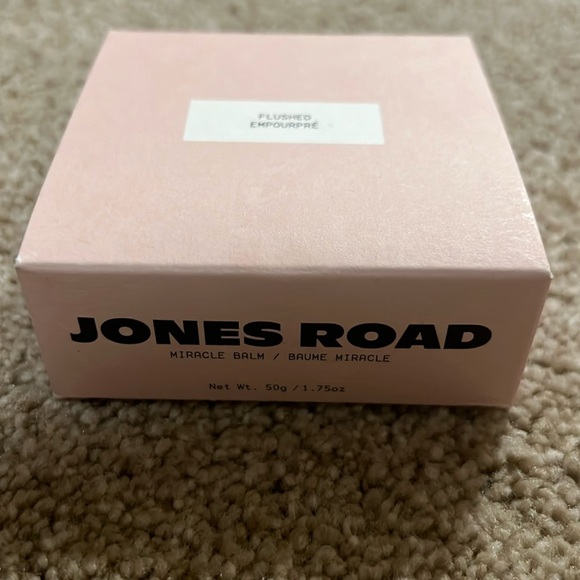 FLUSHED
EMPOURPRÉ
JONES ROAD
MIRACLE BALM / BAUME MIRACLE
Net Wt. 50g / 1.75oz